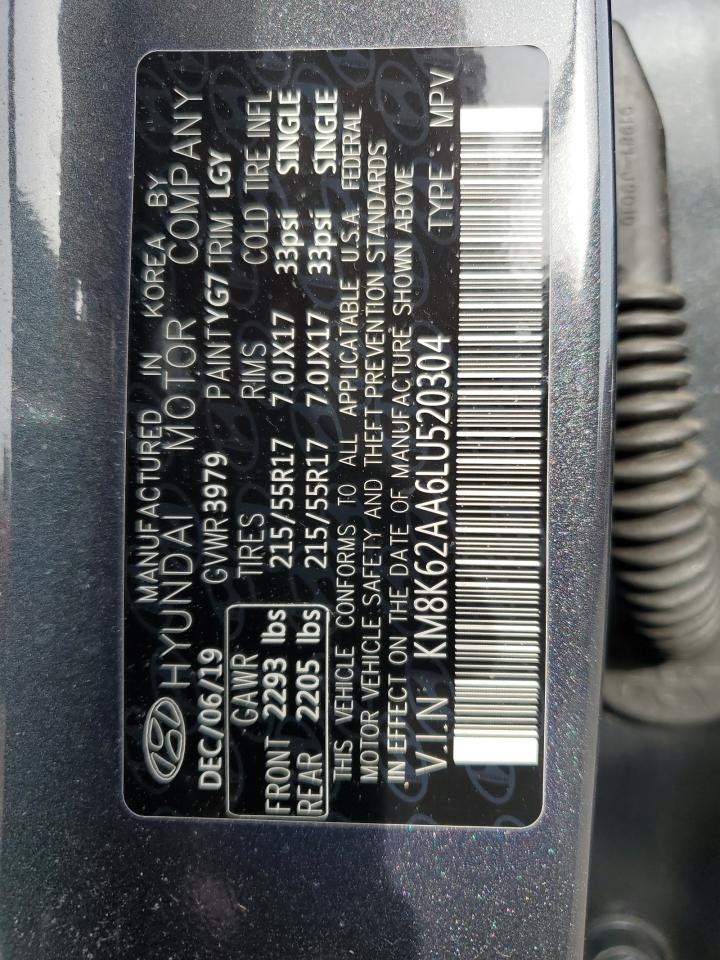 MANUFACTURED IN KOREA BY
HYUNDAI MOTOR COMPANY
DEC/06/19 GVWR 3979 PAINT YG7 TRIM LGY
GAWR TIRES RIMS COLD TIRE INFL
FRONT 2293 lbs 215/55R17 7.0JX17 33psi SINGLE
REAR 2205 lbs 215/55R17 7.0JX17 33psi SINGLE
THIS VEHICLE CONFORMS TO ALL APPLICATABLE U.S.A. FEDERAL
MOTOR VEHICLE, SAFETY, AND THEFT PREVENTION STANDARDS
IN EFFECT ON THE DATE OF MANUFACTURE SHOWN ABOVE
V.I.N KM8K62AA6LU520304 TYPE : MPV